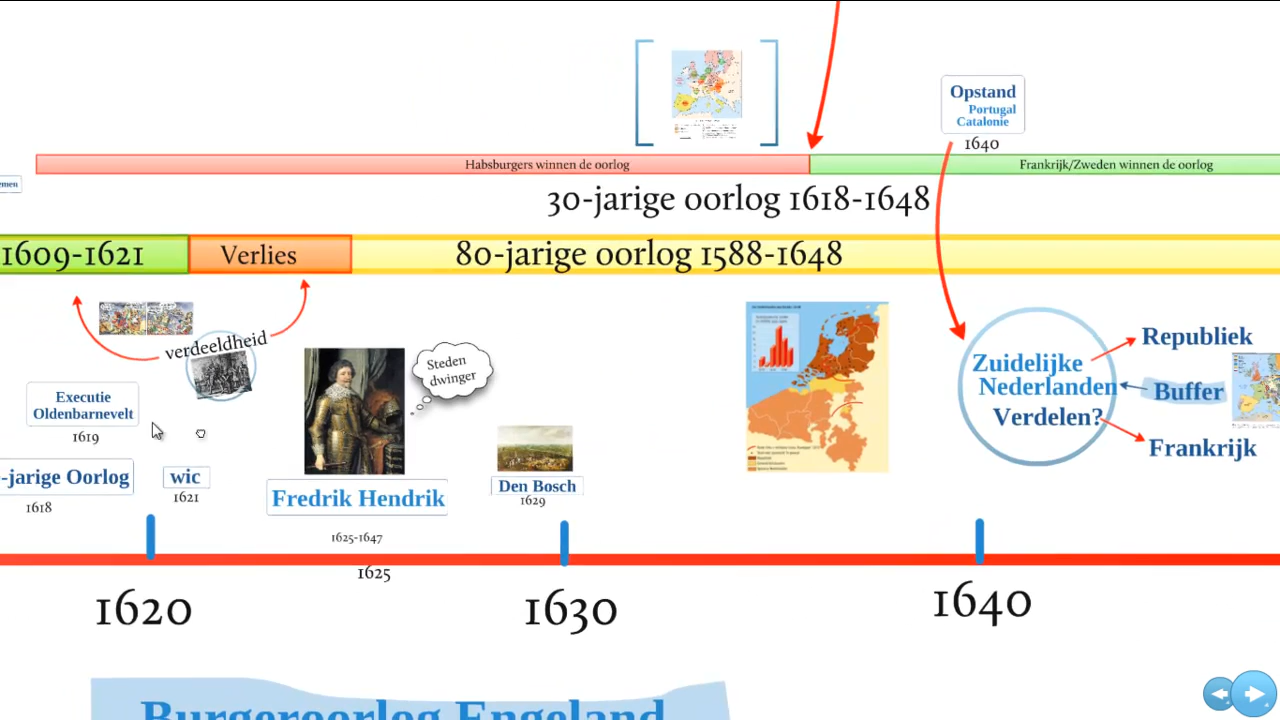 Opstand
Portugal
Catalonie
1640
Habsburgers winnen de oorlog
Frankrijk/Zweden winnen de oorlog
emen
30-jarige oorlog 1618-1648
1609-1621
Verlies
80-jarige oorlog 1588-1648
verdeeldheid
Steden
dwinger
Executie
Oldenbarnevelt
1619
-jarige Oorlog
1618
wic
1621
Fredrik Hendrik
1625-1647
1625
Den Bosch
1629
Zuidelijke
Nederlanden
Verdelen?
Republiek
Buffer
Frankrijk
1620
1630
1640
Burgeroorlog Engeland